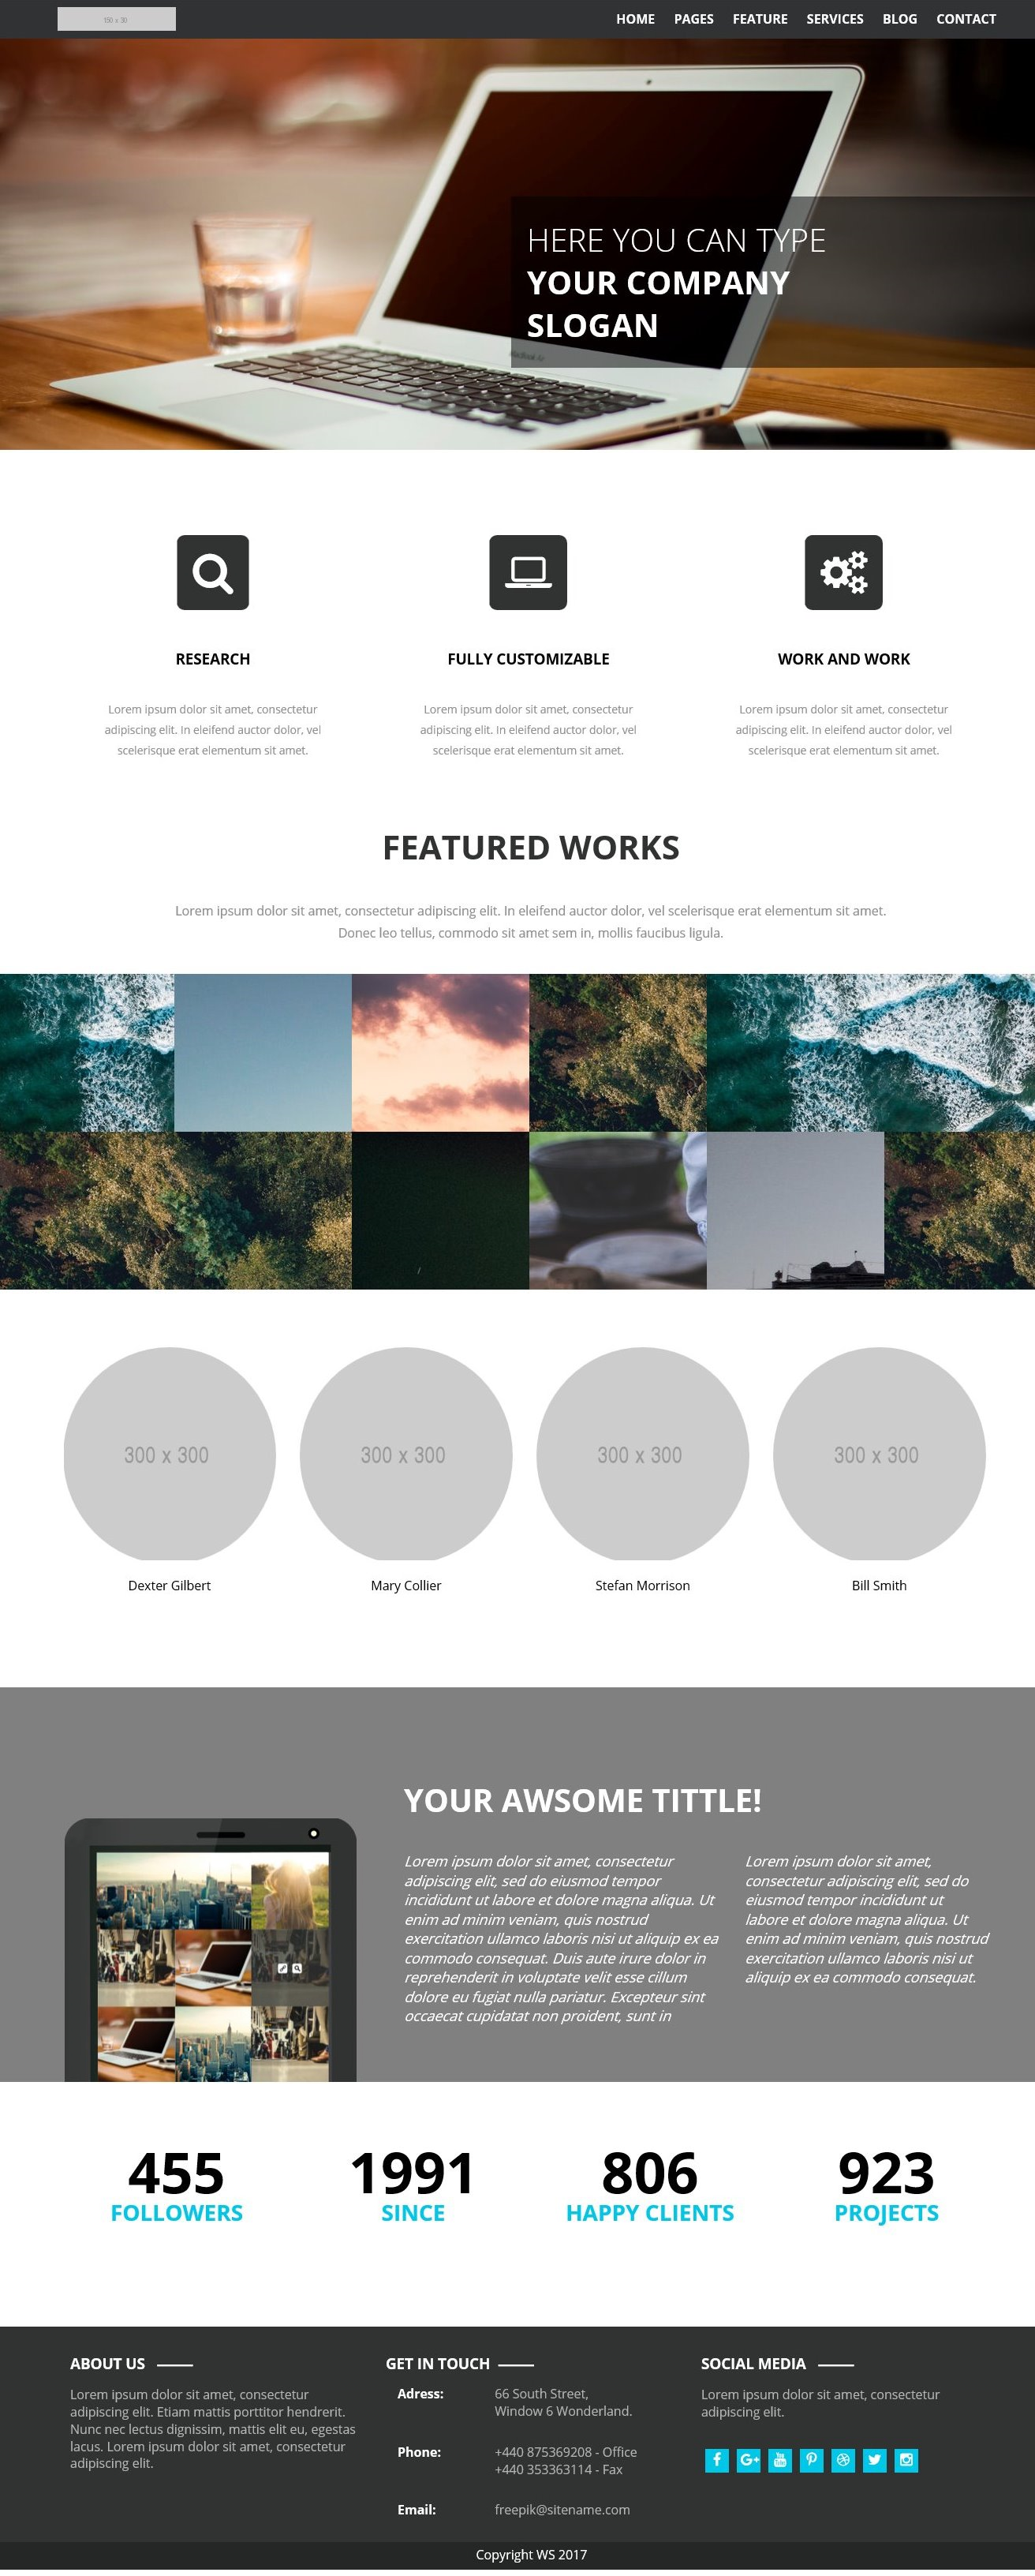 150 x 30
HOME PAGES FEATURE SERVICES BLOG CONTACT
HERE YOU CAN TYPE
YOUR COMPANY
SLOGAN
MacBook Air
RESEARCH
Lorem ipsum dolor sit amet, consectetur
adipiscing elit. In eleifend auctor dolor, vel
scelerisque erat elementum sit amet.
FULLY CUSTOMIZABLE
Lorem ipsum dolor sit amet, consectetur
adipiscing elit. In eleifend auctor dolor, vel
scelerisque erat elementum sit amet.
WORK AND WORK
Lorem ipsum dolor sit amet, consectetur
adipiscing elit. In eleifend auctor dolor, vel
scelerisque erat elementum sit amet.
FEATURED WORKS
Lorem ipsum dolor sit amet, consectetur adipiscing elit. In eleifend auctor dolor, vel scelerisque erat elementum sit amet.
Donec leo tellus, commodo sit amet sem in, mollis faucibus ligula.
300 x 300
300 x 300
300 x 300
300 x 300
Dexter Gilbert
Mary Collier
Stefan Morrison
Bill Smith
YOUR AWSOME TITTLE!
Lorem ipsum dolor sit amet, consectetur
adipiscing elit, sed do eiusmod tempor
incididunt ut labore et dolore magna aliqua. Ut
enim ad minim veniam, quis nostrud
exercitation ullamco laboris nisi ut aliquip ex ea
commodo consequat. Duis aute irure dolor in
reprehenderit in voluptate velit esse cillum
dolore eu fugiat nulla pariatur. Excepteur sint
occaecat cupidatat non proident, sunt in
Lorem ipsum dolor sit amet,
consectetur adipiscing elit, sed do
eiusmod tempor incididunt ut
labore et dolore magna aliqua. Ut
enim ad minim veniam, quis nostrud
exercitation ullamco laboris nisi ut
aliquip ex ea commodo consequat.
455
FOLLOWERS
1991
SINCE
806
HAPPY CLIENTS
923
PROJECTS
ABOUT US
Lorem ipsum dolor sit amet, consectetur
adipiscing elit. Etiam mattis porttitor hendrerit.
Nunc nec lectus dignissim, mattis elit eu, egestas
lacus. Lorem ipsum dolor sit amet, consectetur
adipiscing elit.
GET IN TOUCH
Adress: 66 South Street,
Window 6 Wonderland.
Phone: +440 875369208 - Office
+440 353363114 - Fax
Email: freepik@sitename.com
SOCIAL MEDIA
Lorem ipsum dolor sit amet, consectetur
adipiscing elit.
Copyright WS 2017